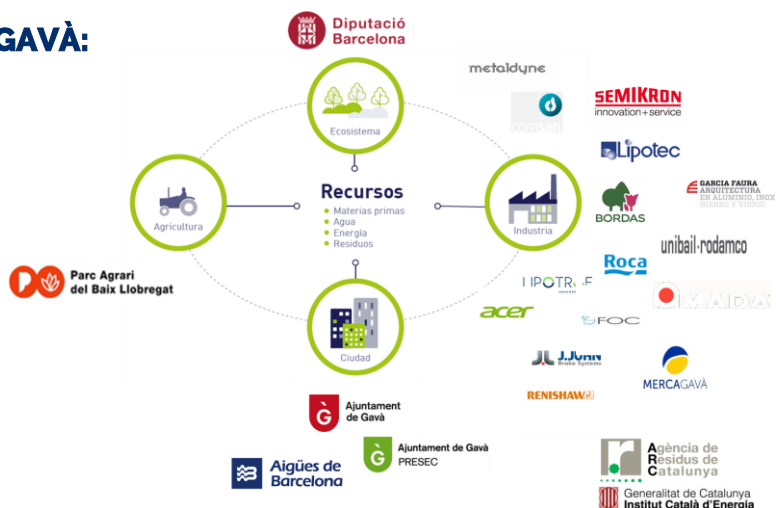 GAVÀ:
Diputació
Barcelona
metaldyne
SEMIKRON
innovation+service
Ecosistema
Lipotec
GARCIA FAURA
ARQUITECTURA
EN ALUMINIO, INOX
HIERRO Y VIDRIO
BORDAS
Recursos
Materias primas
Agua
Energía
Residuos
Agricultura
Industria
unibail·rodamco
Roca
Parc Agrari
del Baix Llobregat
acer
FOC
J.JUAN
Brake Systems
Ciudad
MERCAGAVÀ
RENISHAW
Ajuntament
de Gavà
Ajuntament de Gavà
PRESEC
Aigües de
Barcelona
Agència de
Residus de
Catalunya
Generalitat de Catalunya
Institut Català d'Energia